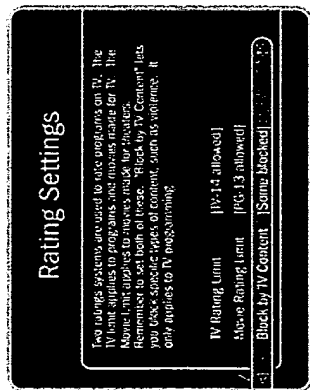 Rating Settings
Two ratings systems are used to rate programs on TV. The
TV limit applies to programs and movies made for TV. The
Movie Limit applies to movies made for theaters.
Remember to set both of these. "Block by TV Content" lets
you block specific types of content, such as violence. It
only applies to TV programming
TV Rating Limit [TV-14 allowed]
Movie Rating Limit [PG-13 allowed]
Block by TV Content [Some blocked]